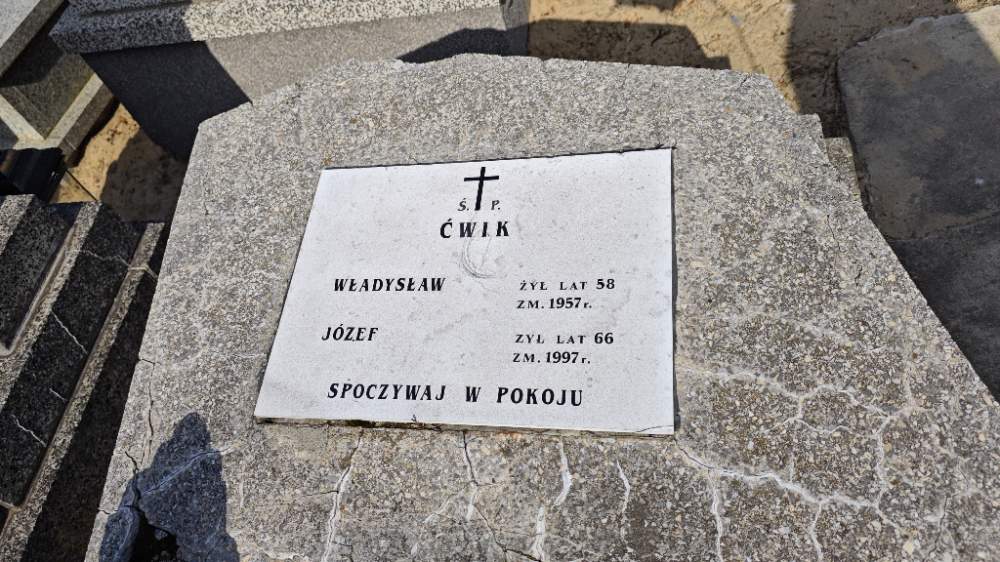 Ś. P.
ĆWIK
WŁADYSŁAW ŻYŁ LAT 58
ZM. 1957 r.
JÓZEF ŻYŁ LAT 66
ZM. 1997 r.
SPOCZYWAJ W POKOJU